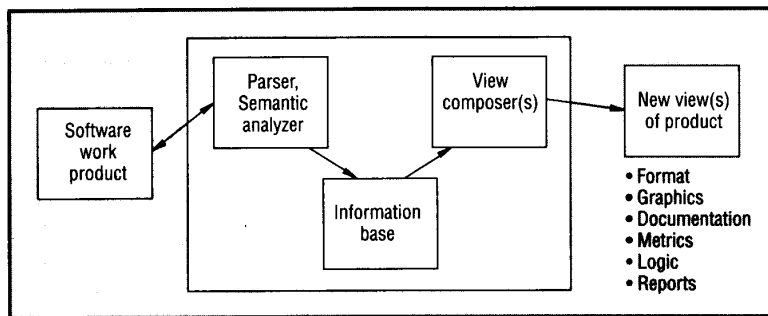 Software
work
product
Parser,
Semantic
analyzer
Information
base
View
composer(s)
New view(s)
of product
• Format
• Graphics
• Documentation
• Metrics
• Logic
• Reports